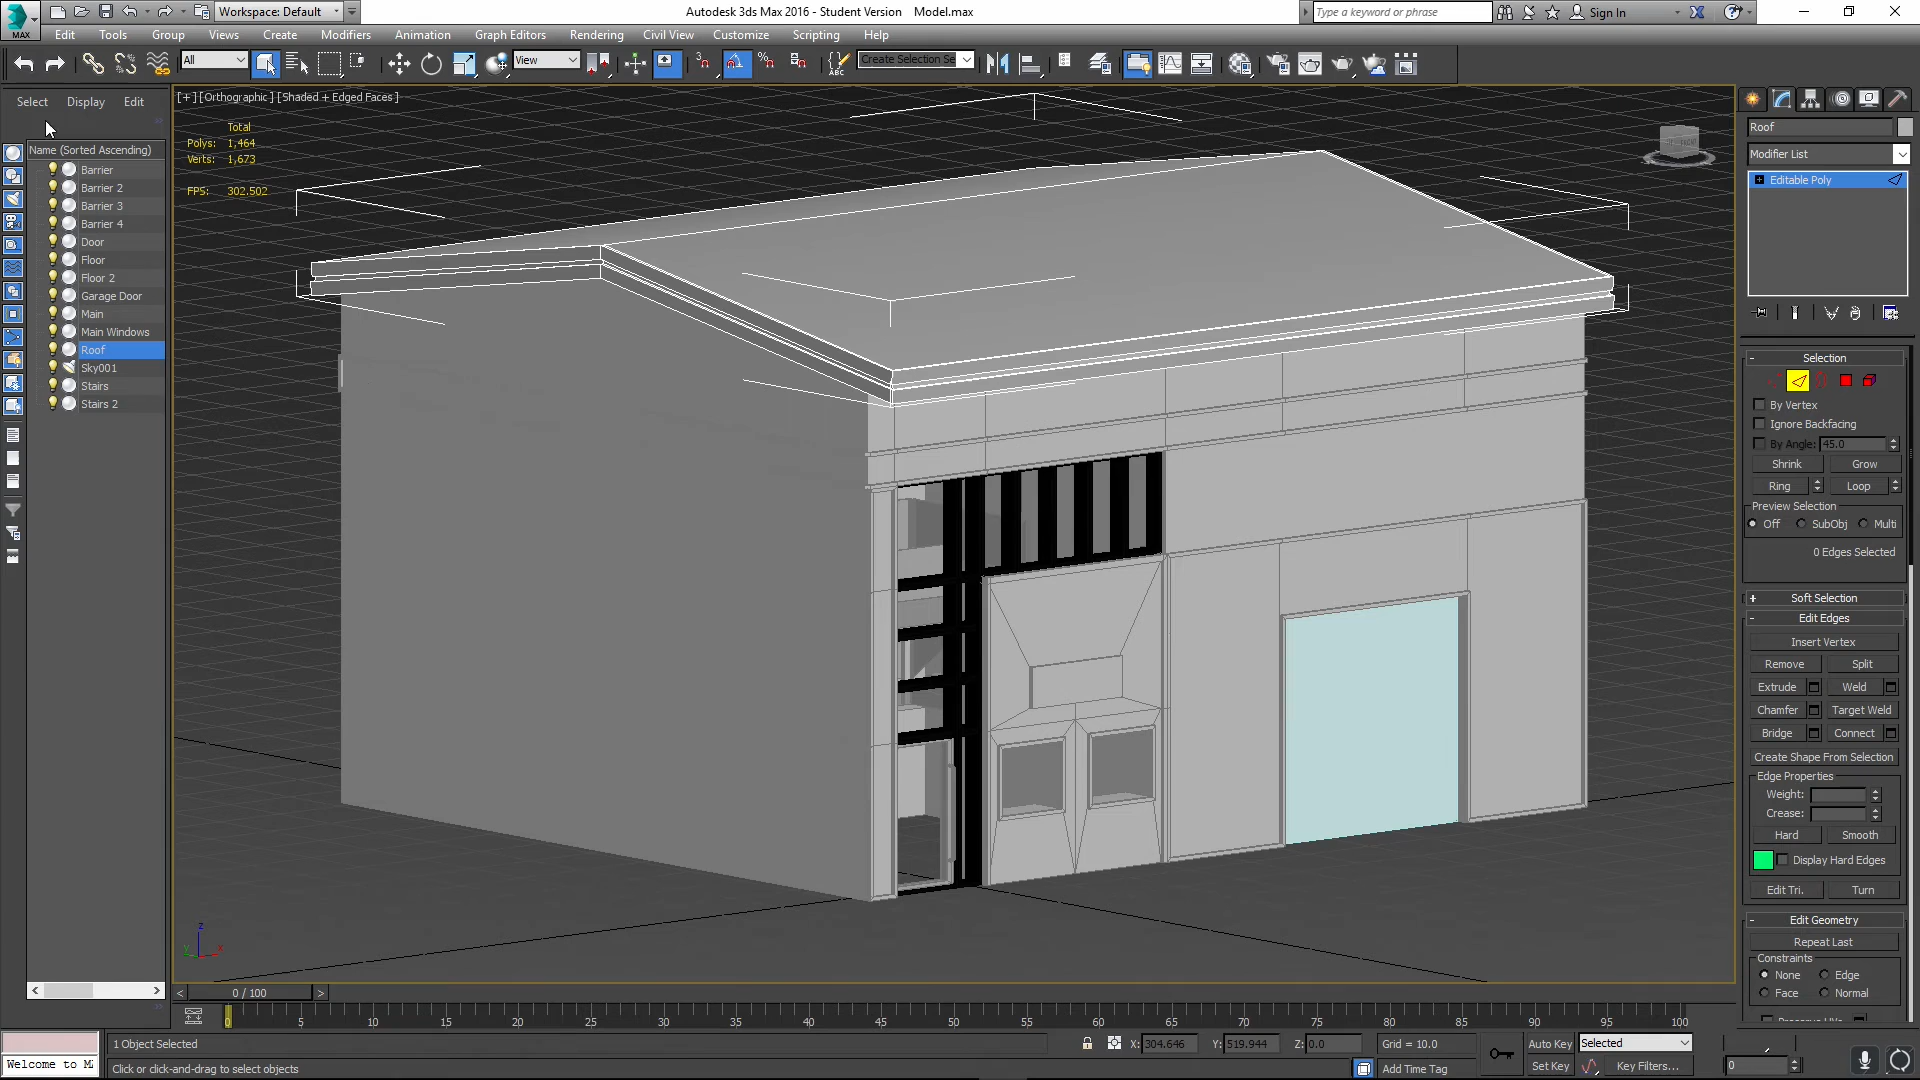 Workspace: Default
Autodesk 3ds Max 2016 - Student Version Model.max
Type a keyword or phrase
Sign In
MAX
Edit Tools Group Views Create Modifiers Animation Graph Editors Rendering Civil View Customize Scripting Help
All
View
ABC
Create Selection Se
Select Display Edit
[+] [Orthographic] [Shaded + Edged Faces]
Total
Polys: 1,464
Verts: 1,673
FPS: 302.502
Name (Sorted Ascending)
Barrier
Barrier 2
Barrier 3
Barrier 4
Door
Floor
Floor 2
Garage Door
Main
Main Windows
Roof
Sky001
Stairs
Stairs 2
Roof
Modifier List
Editable Poly
Selection
By Vertex
Ignore Backfacing
By Angle: 45.0
Shrink Grow
Ring Loop
Preview Selection
Off SubObj Multi
0 Edges Selected
Soft Selection
Edit Edges
Insert Vertex
Remove Split
Extrude Weld
Chamfer Target Weld
Bridge Connect
Create Shape From Selection
Edge Properties
Weight:
Crease:
Hard Smooth
Display Hard Edges
Edit Tri. Turn
Edit Geometry
Repeat Last
Constraints
None Edge
Face Normal
z
y x
0 / 100
0 5 10 15 20 25 30 35 40 45 50 55 60 65 70 75 80 85 90 95 100
1 Object Selected
X: 304.646 Y: 519.944 Z: 0.0 Grid = 10.0
Auto Key Selected
Welcome to M
Click or click-and-drag to select objects
Add Time Tag
Set Key Key Filters...
0